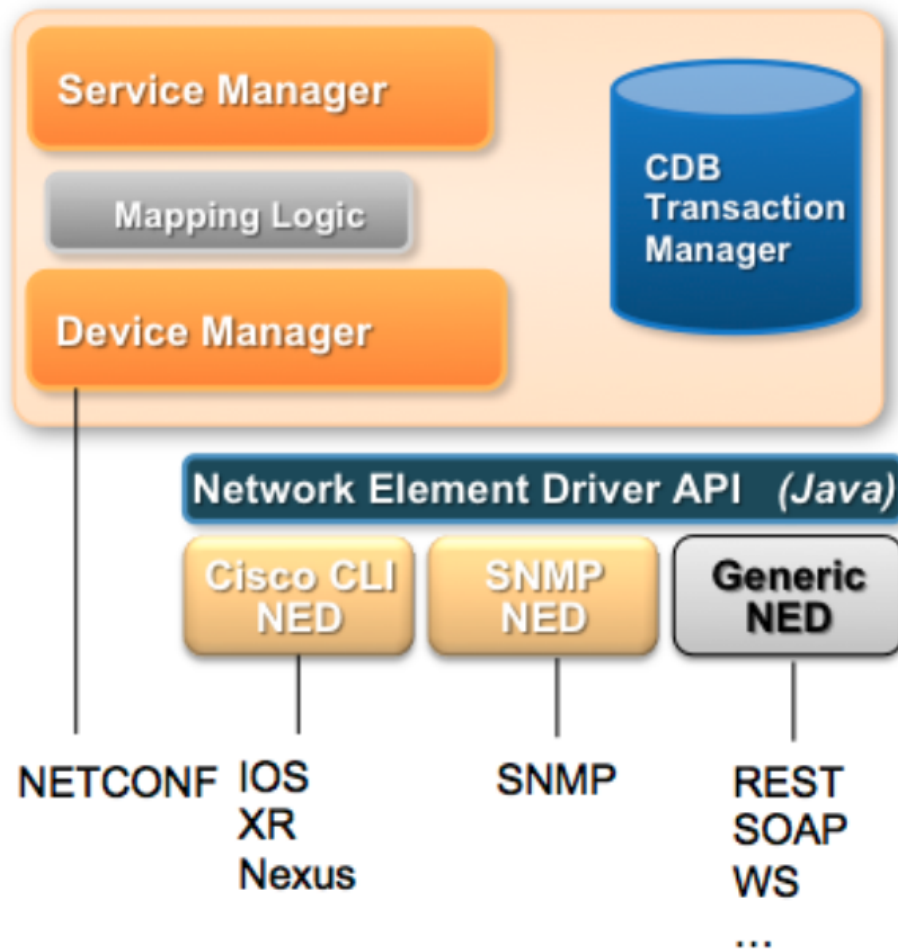 Service Manager
Mapping Logic
Device Manager
CDB
Transaction
Manager
Network Element Driver API (Java)
Cisco CLI
NED
SNMP
NED
Generic
NED
NETCONF
IOS
XR
Nexus
SNMP
REST
SOAP
WS
...